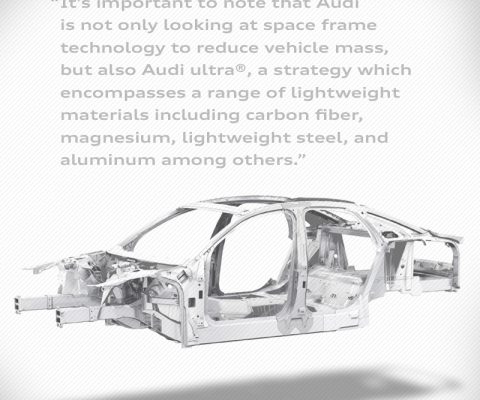 “It’s important to note that Audi
is not only looking at space frame
technology to reduce vehicle mass,
but also Audi ultra®, a strategy which
encompasses a range of lightweight
materials including carbon fiber,
magnesium, lightweight steel, and
aluminum among others.”